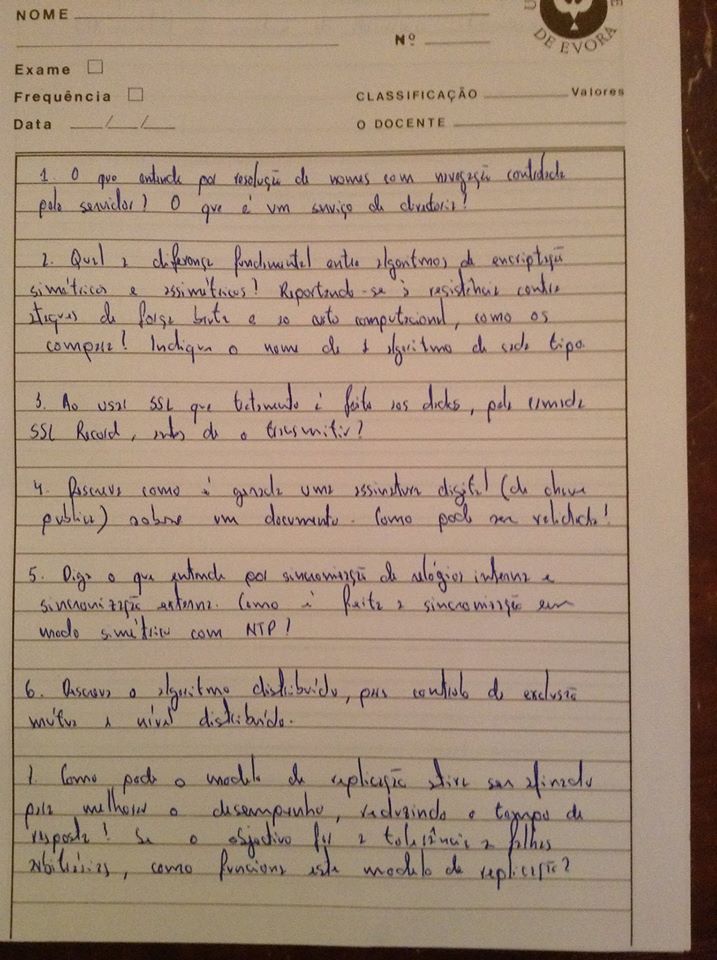 NOME
Nº
DE EVORA
Exame
Frequência
CLASSIFICAÇÃO Valores
Data / /
O DOCENTE
1. O que entende por resolução de nomes com navegação controlada
pelo servidor? O que é um serviço de directoria?
2. Qual a diferença fundamental entre algoritmos de encriptação
simétricos e assimétricos? Reportando-se à resistência contra
ataques de força bruta e ao custo computacional, como os
compara? Indique o nome de 1 algoritmo de cada tipo.
3. Ao usar SSL que tratamento é feito aos dados, pela camada
SSL Record, antes de o transmitir?
4. Descreva como é gerada uma assinatura digital (de chave
pública) sobre um documento. Como pode ser validada?
5. Diga o que entende por sincronização de relógios interna e
sincronização externa. Como é feita a sincronização em
modo simétrico com NTP?
6. Descreva o algoritmo distribuído, para controlo de exclusão
mútua a nível distribuído.
7. Como pode o modelo de replicação ativa ser afinado
para melhorar o desempenho, reduzindo o tempo de
resposta? Se o objectivo for a tolerância a falhas
arbitrárias, como funciona este modelo de replicação?